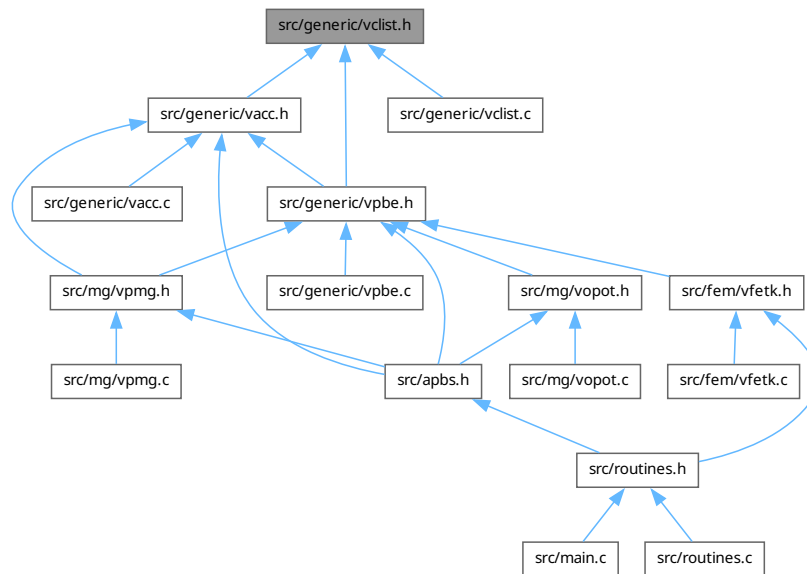 src/generic/vclist.h
src/generic/vacc.h
src/generic/vclist.c
src/generic/vacc.c
src/generic/vpbe.h
src/mg/vpmg.h
src/generic/vpbe.c
src/mg/vopot.h
src/fem/vfetk.h
src/mg/vpmg.c
src/apbs.h
src/mg/vopot.c
src/fem/vfetk.c
src/routines.h
src/main.c
src/routines.c